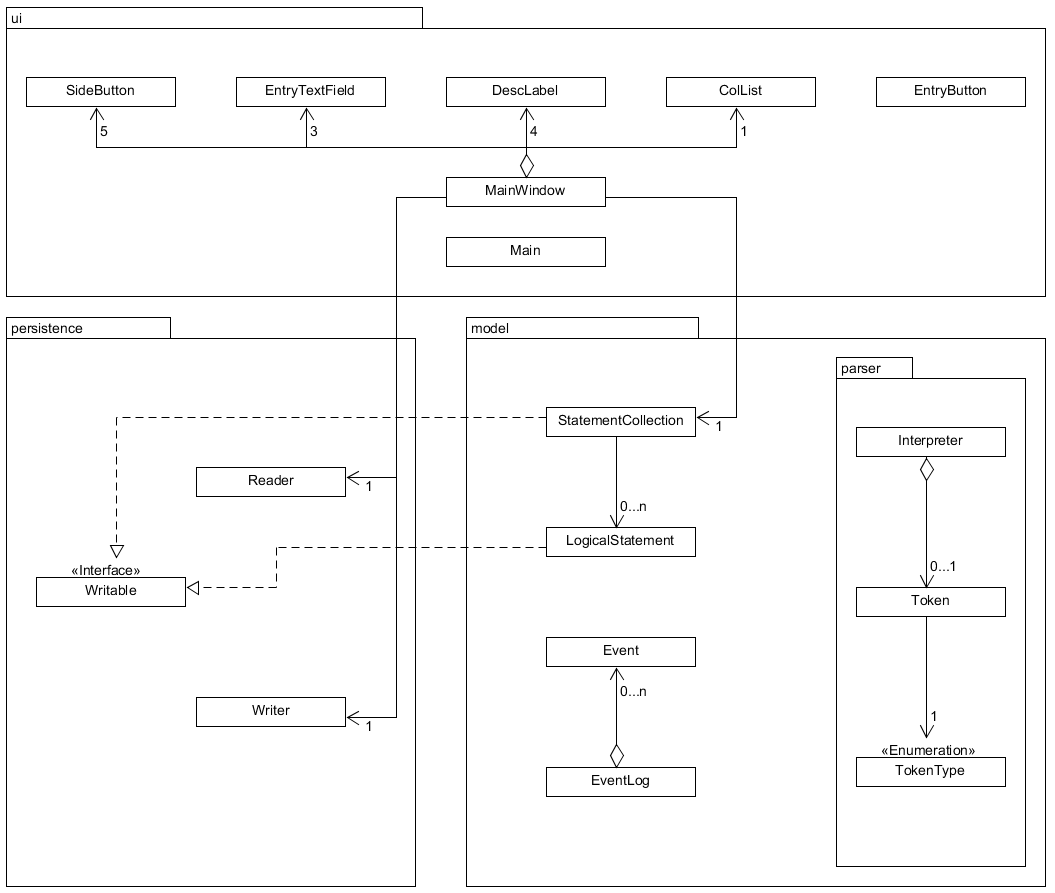 ui
SideButton
EntryTextField
DescLabel
ColList
EntryButton
5
3
4
1
MainWindow
Main
persistence
model
parser
StatementCollection
1
Interpreter
Reader
1
0...n
LogicalStatement
«Interface»
Writable
0...1
Token
Event
0...n
Writer
1
1
«Enumeration»
TokenType
EventLog